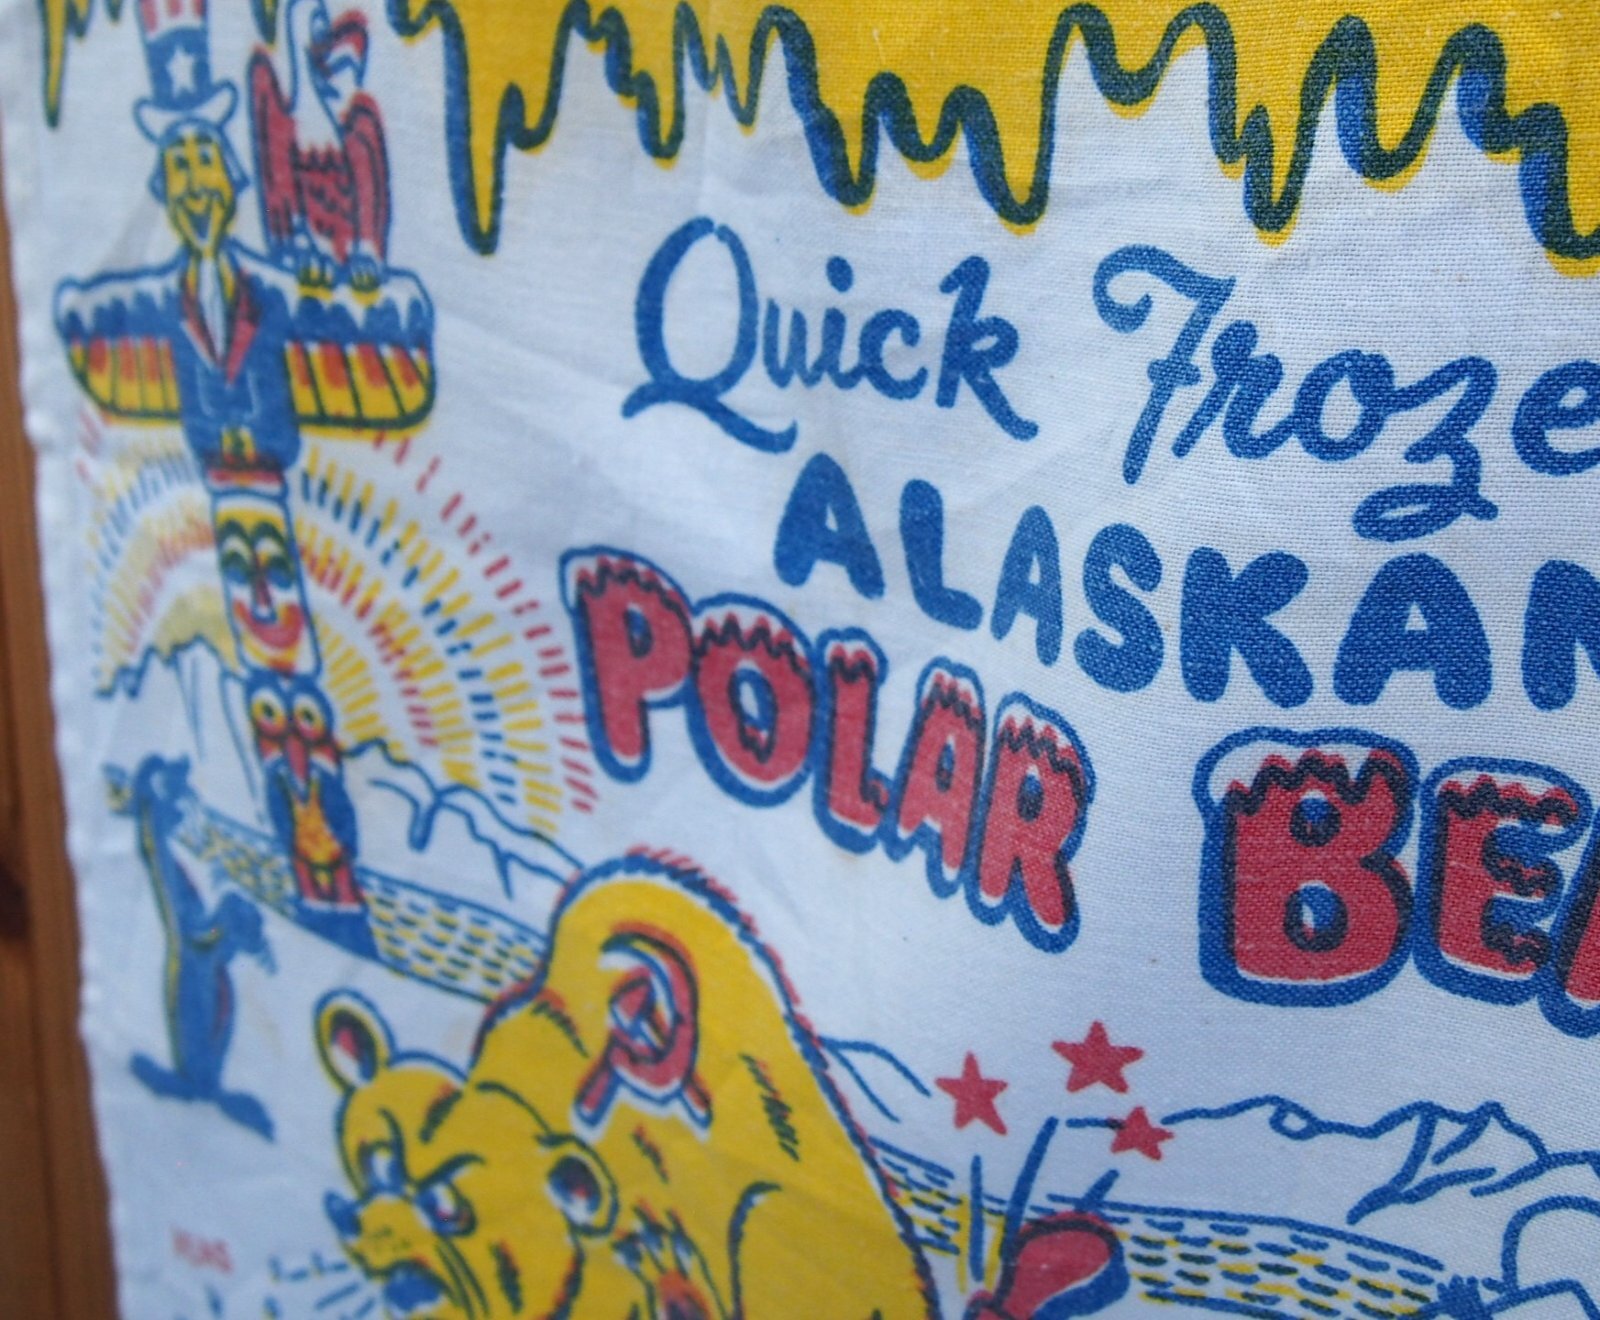 Quick Froze
ALASKAN
POLAR BE